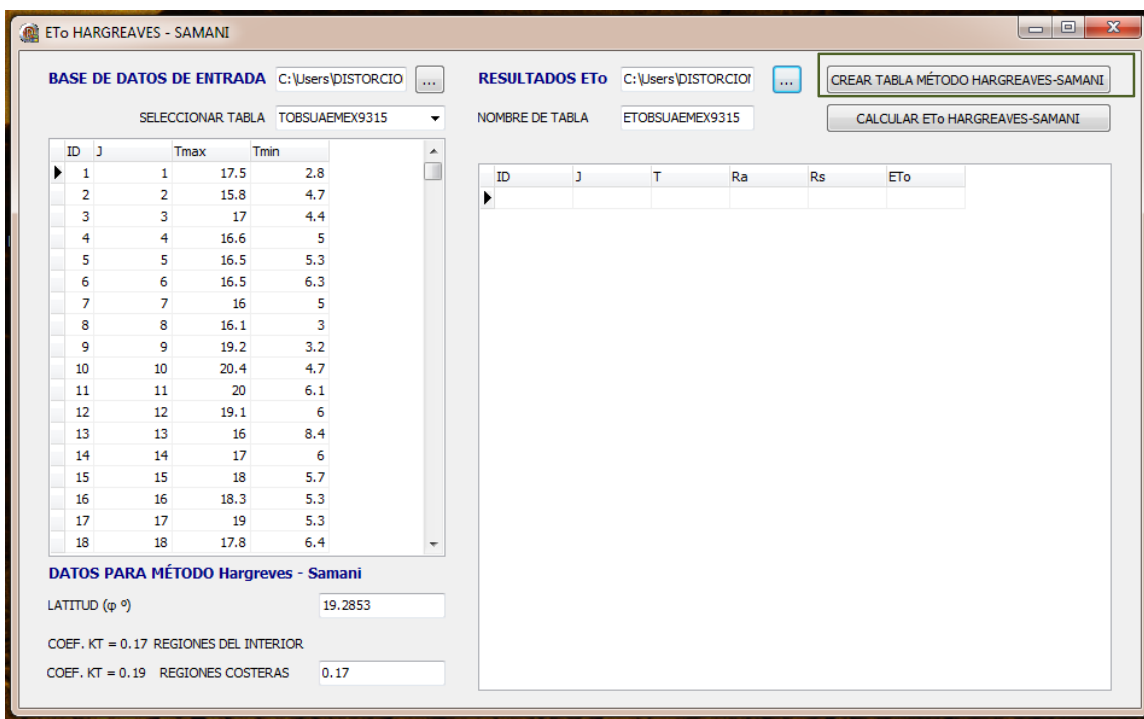 ETo HARGREAVES - SAMANI
BASE DE DATOS DE ENTRADA C:\Users\DISTORCIO ...
SELECCIONAR TABLA TOBSUAEMEX9315
ID J Tmax Tmin
1 1 17.5 2.8
2 2 15.8 4.7
3 3 17 4.4
4 4 16.6 5
5 5 16.5 5.3
6 6 16.5 6.3
7 7 16 5
8 8 16.1 3
9 9 19.2 3.2
10 10 20.4 4.7
11 11 20 6.1
12 12 19.1 6
13 13 16 8.4
14 14 17 6
15 15 18 5.7
16 16 18.3 5.3
17 17 19 5.3
18 18 17.8 6.4
DATOS PARA MÉTODO Hargreves - Samani
LATITUD (φ º) 19.2853
COEF. KT = 0.17 REGIONES DEL INTERIOR
COEF. KT = 0.19 REGIONES COSTERAS 0.17
RESULTADOS ETo C:\Users\DISTORCION ... CREAR TABLA MÉTODO HARGREAVES-SAMANI
NOMBRE DE TABLA ETOBSUAEMEX9315 CALCULAR ETo HARGREAVES-SAMANI
ID J T Ra Rs ETo